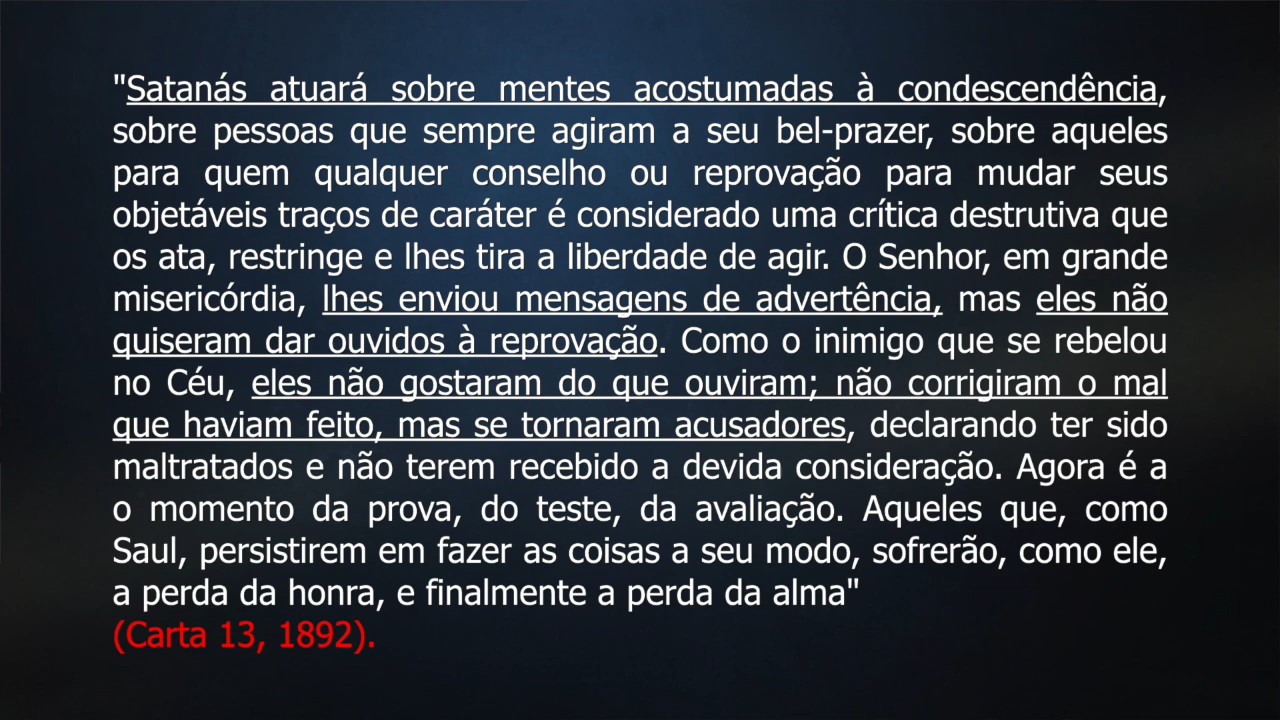 "Satanás atuará sobre mentes acostumadas à condescendência,
sobre pessoas que sempre agiram a seu bel-prazer, sobre aqueles
para quem qualquer conselho ou reprovação para mudar seus
objetáveis traços de caráter é considerado uma crítica destrutiva que
os ata, restringe e lhes tira a liberdade de agir. O Senhor, em grande
misericórdia, lhes enviou mensagens de advertência, mas eles não
quiseram dar ouvidos à reprovação. Como o inimigo que se rebelou
no Céu, eles não gostaram do que ouviram; não corrigiram o mal
que haviam feito, mas se tornaram acusadores, declarando ter sido
maltratados e não terem recebido a devida consideração. Agora é a
o momento da prova, do teste, da avaliação. Aqueles que, como
Saul, persistirem em fazer as coisas a seu modo, sofrerão, como ele,
a perda da honra, e finalmente a perda da alma"
(Carta 13, 1892).